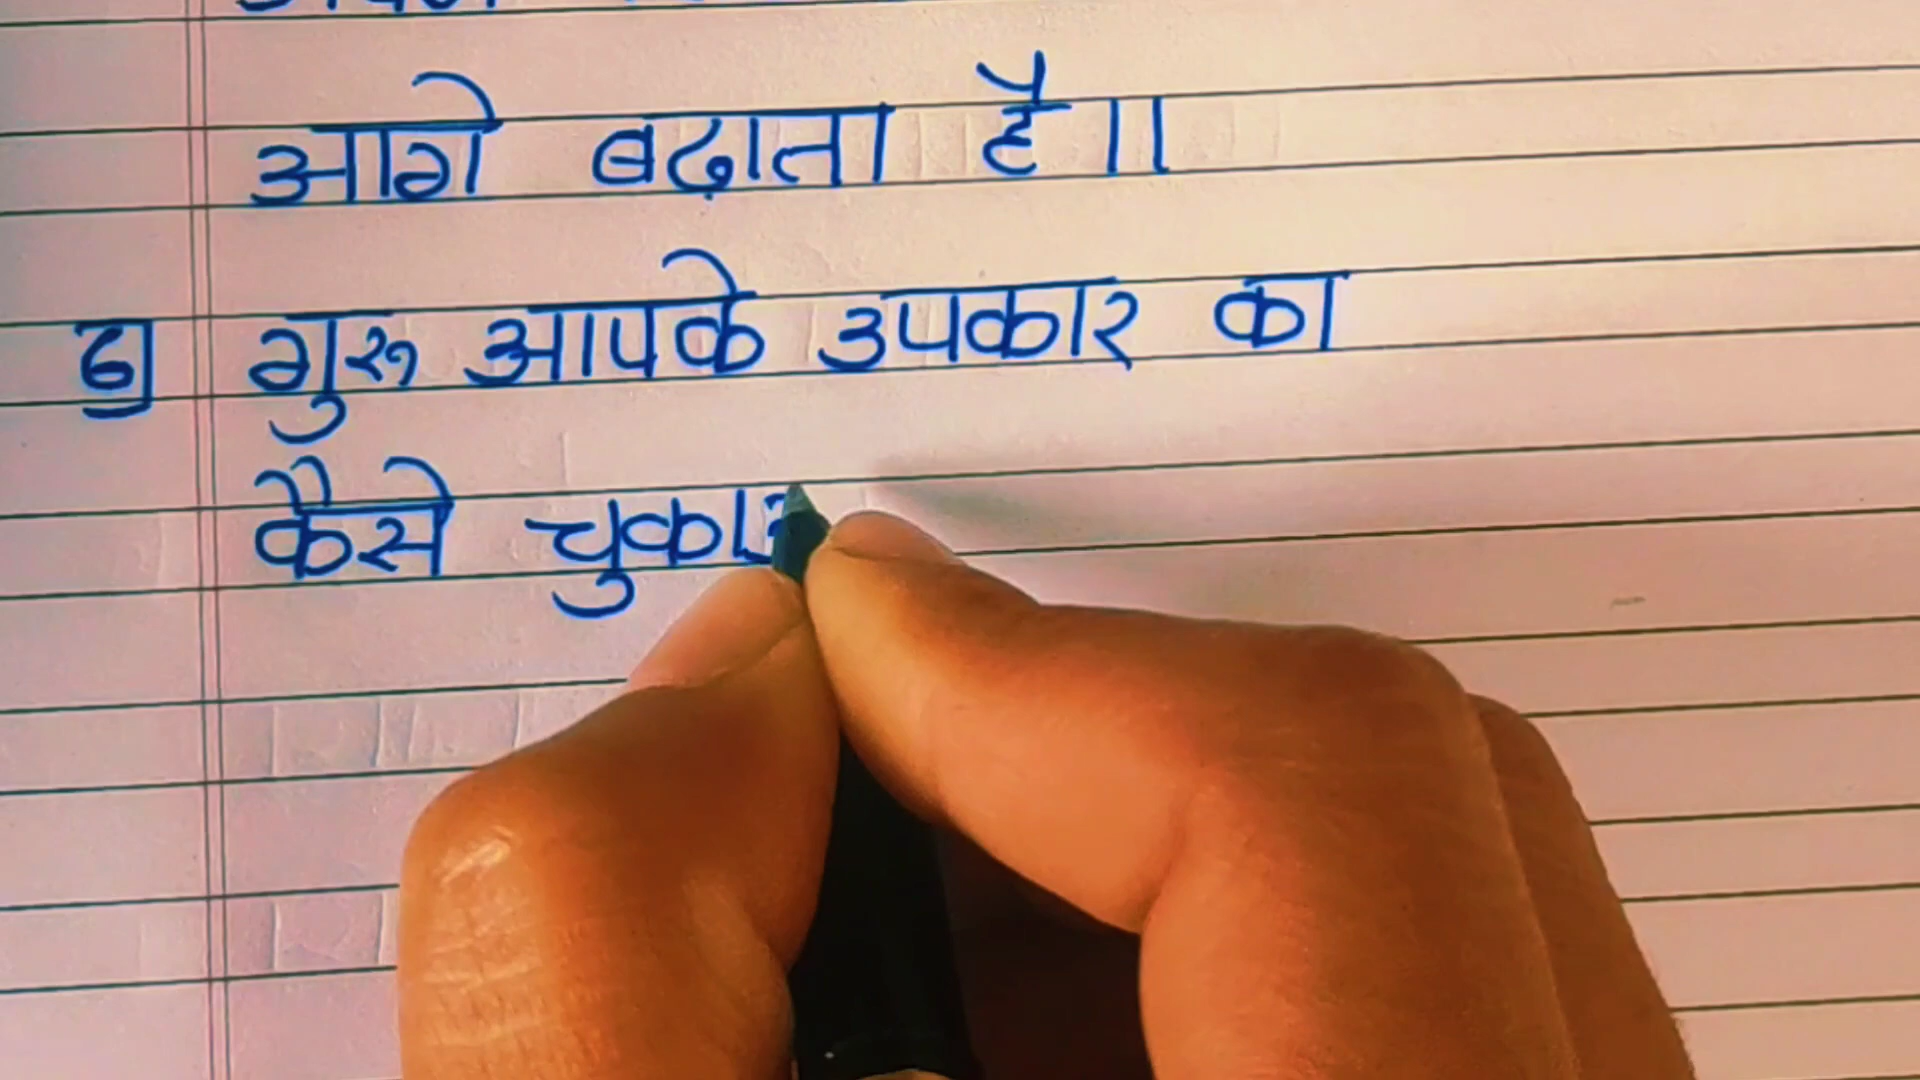 आगे बढ़ाता है।।
6) गुरु आपके उपकार का
कैसे